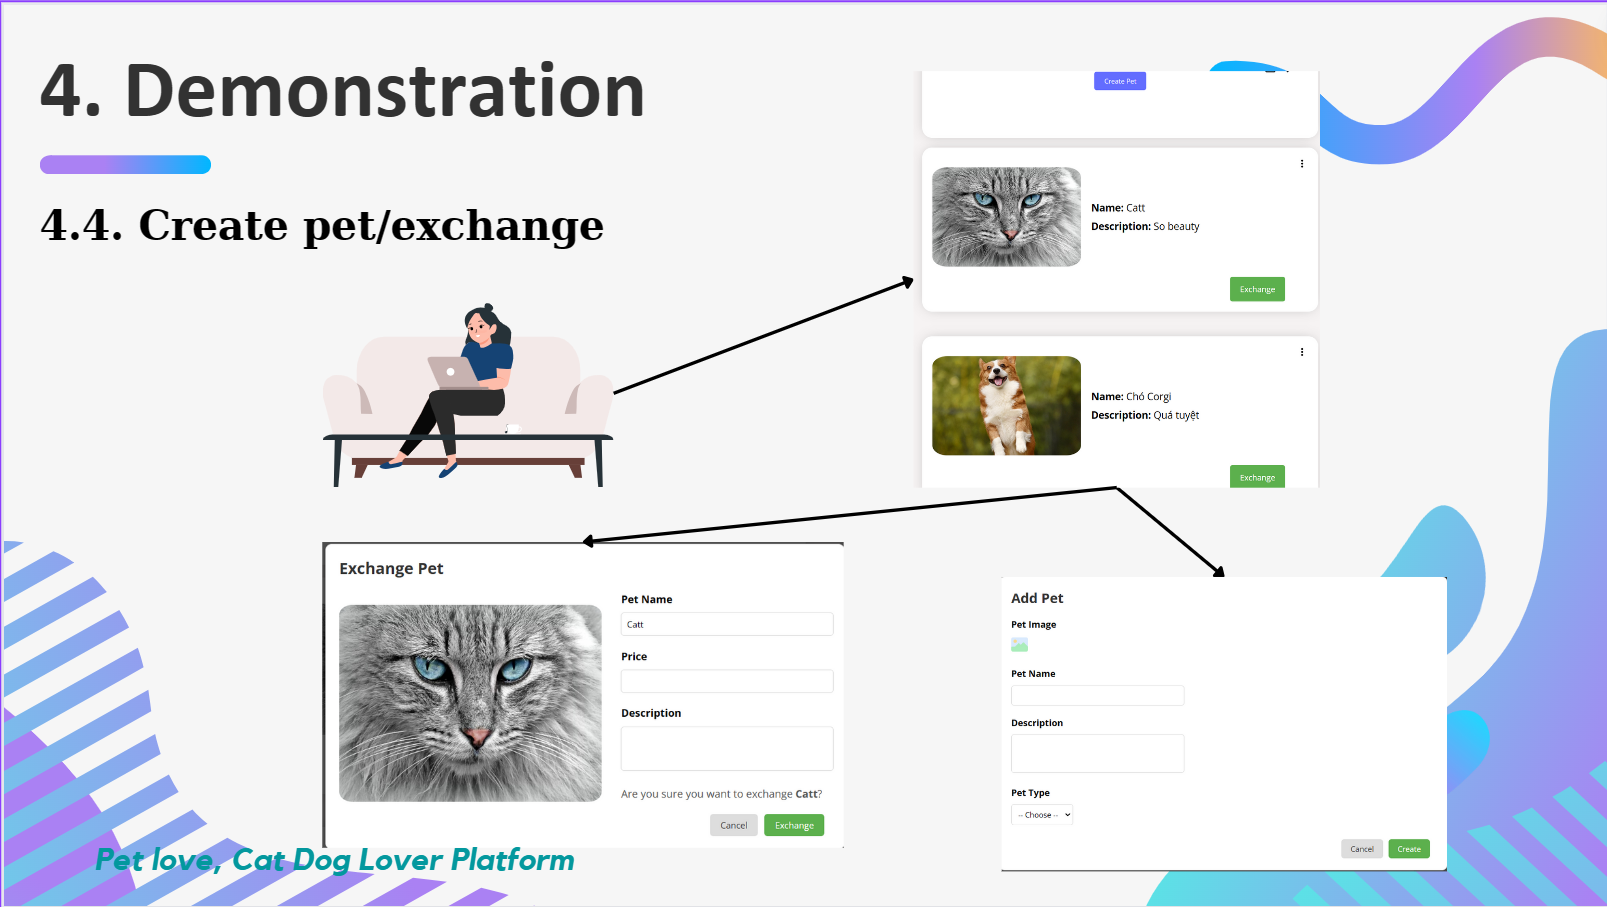 4. Demonstration
4.4. Create pet/exchange
Create Pet
Name: Catt
Description: So beauty
Exchange
Name: Chó Corgi
Description: Quá tuyệt
Exchange
Exchange Pet
Pet Name
Catt
Price
Description
Are you sure you want to exchange Catt?
Cancel Exchange
Add Pet
Pet Image
Pet Name
Description
Pet Type
-- Choose --
Cancel Create
Pet love, Cat Dog Lover Platform